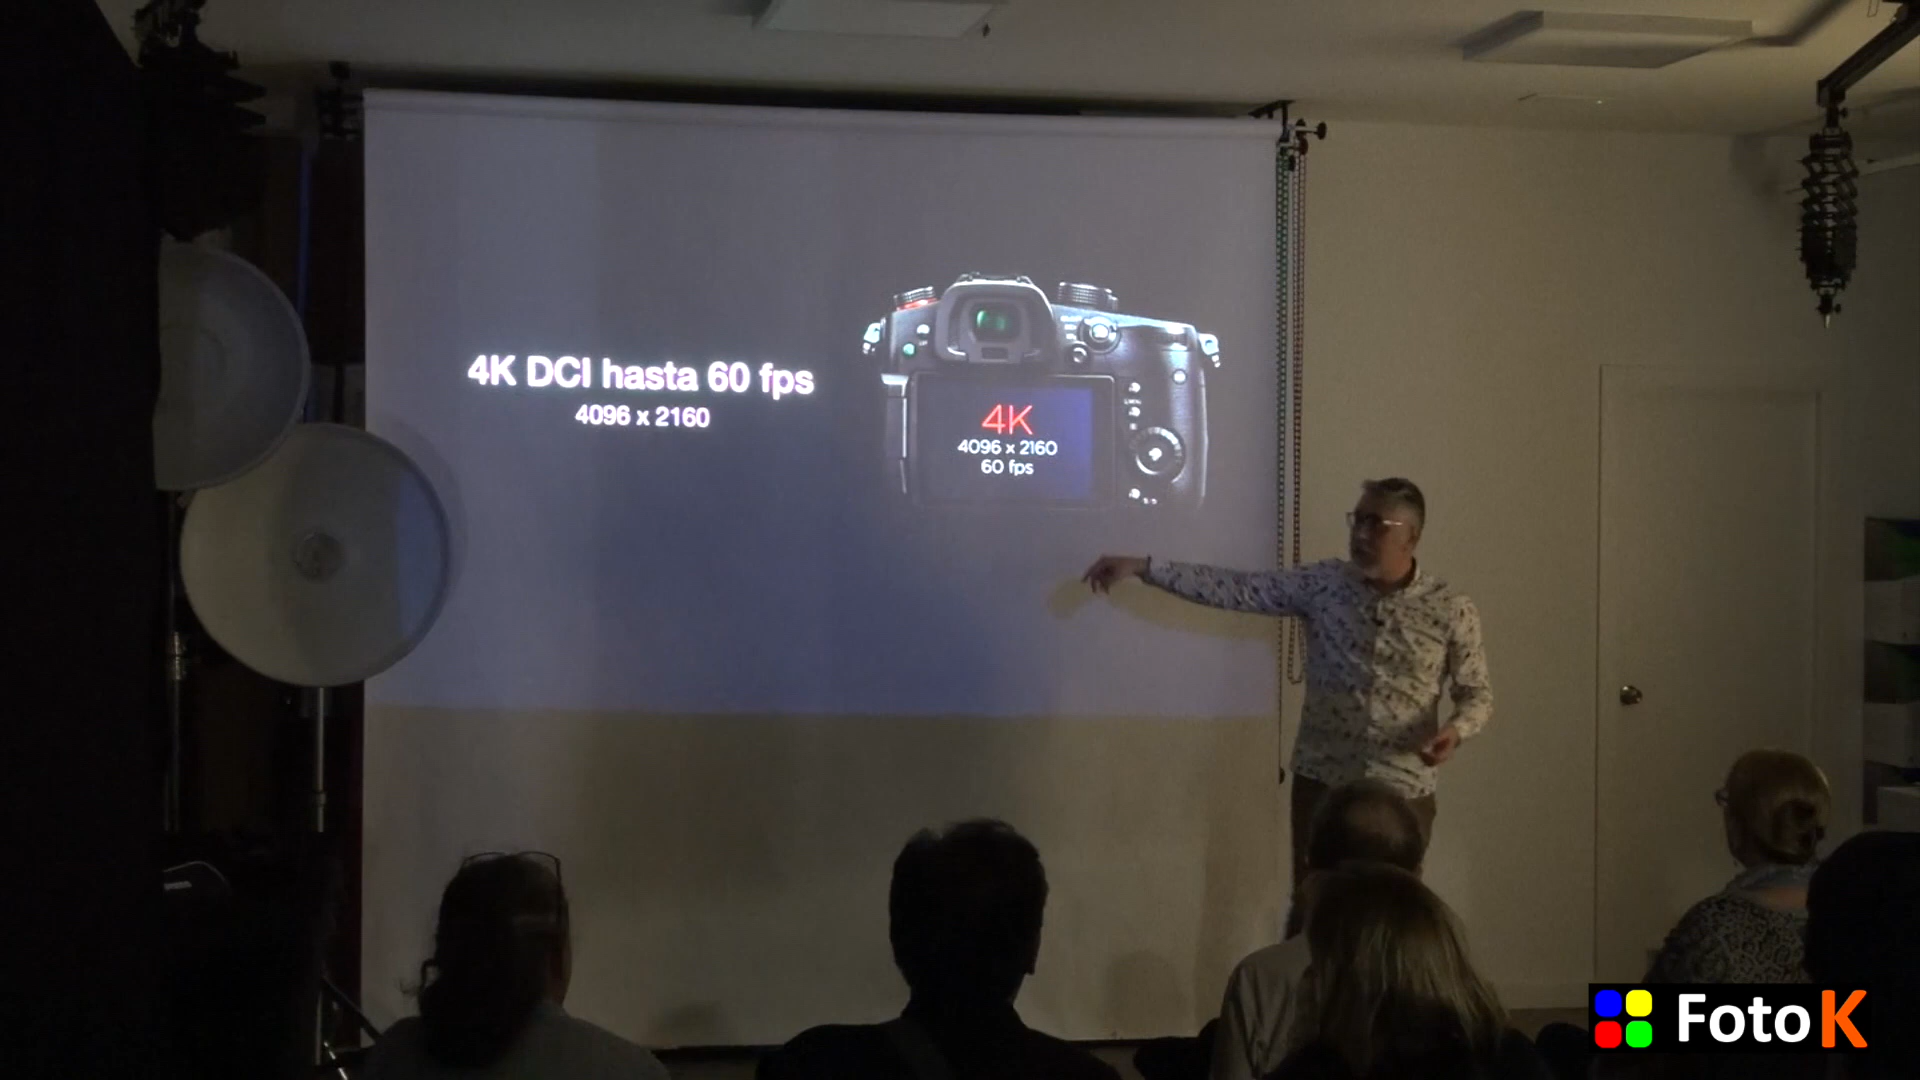 4K DCI hasta 60 fps
4096 x 2160
4K
4096 x 2160
60 fps
FotoK